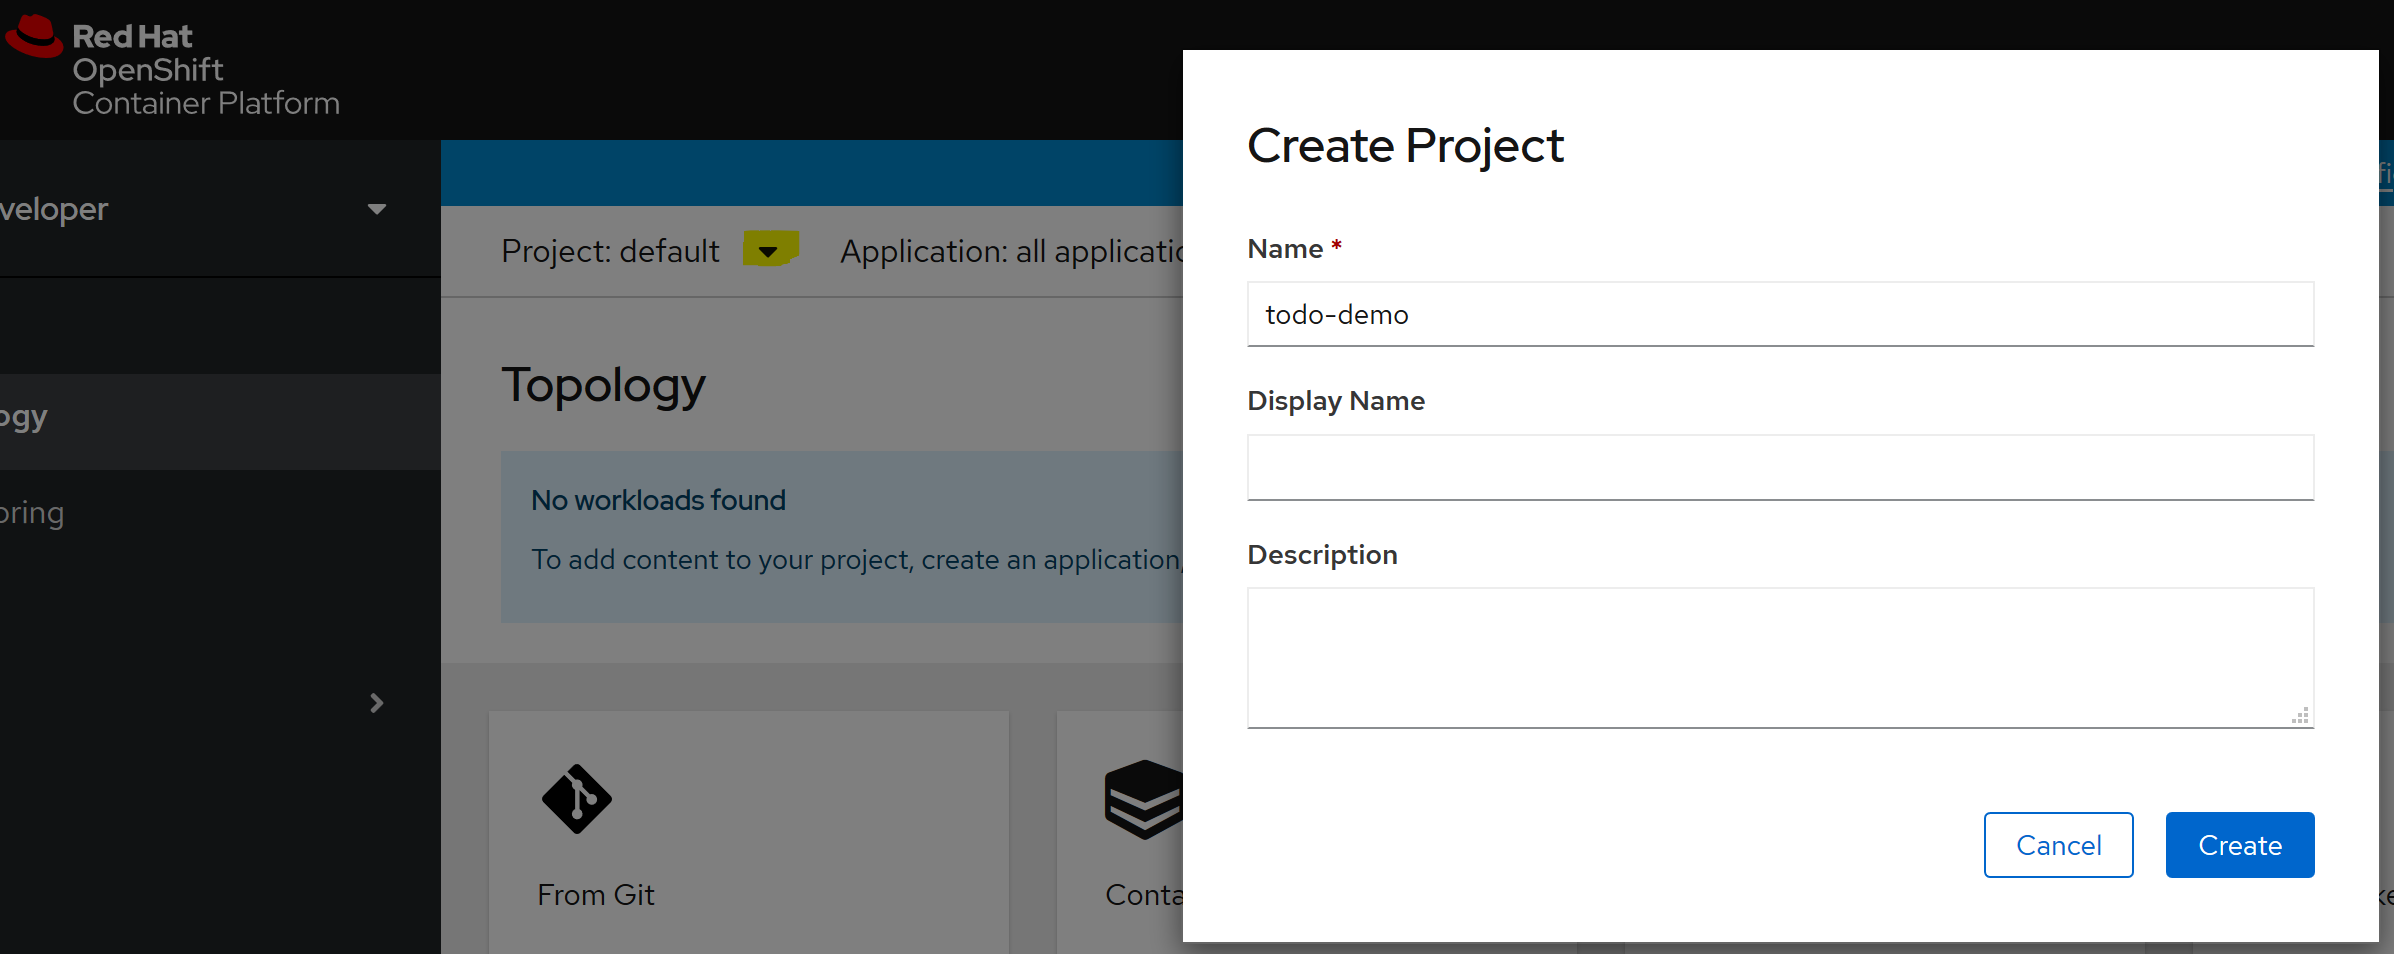 Red Hat
OpenShift
Container Platform
veloper
Project: default
Application: all applicatio
ogy
oring
Topology
No workloads found
To add content to your project, create an application,
From Git
Conta
Create Project
Name *
todo-demo
Display Name
Description
Cancel
Create